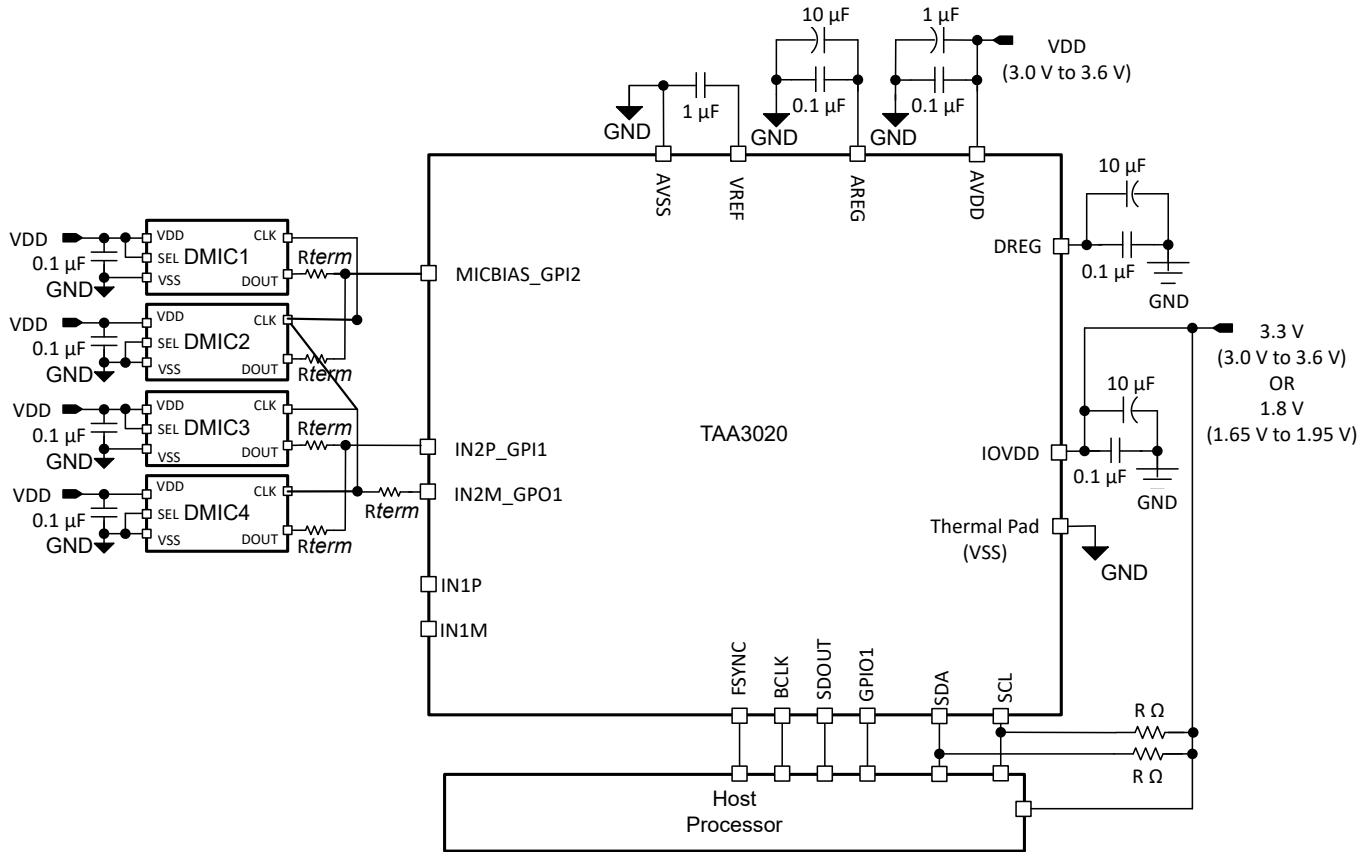 10 µF
1 µF
VDD
(3.0 V to 3.6 V)
1 µF
0.1 µF
0.1 µF
GND
GND
GND
AVSS
VREF
AREG
AVDD
10 µF
DREG
0.1 µF
GND
VDD
0.1 µF
GND
VDD
SEL
VSS
DMIC1
CLK
DOUT
Rterm
MICBIAS_GPI2
VDD
0.1 µF
GND
VDD
SEL
VSS
DMIC2
CLK
DOUT
Rterm
VDD
0.1 µF
GND
VDD
SEL
VSS
DMIC3
CLK
DOUT
Rterm
IN2P_GPI1
VDD
0.1 µF
GND
VDD
SEL
VSS
DMIC4
CLK
DOUT
Rterm
Rterm
IN2M_GPO1
TAA3020
3.3 V
(3.0 V to 3.6 V)
OR
1.8 V
(1.65 V to 1.95 V)
10 µF
IOVDD
0.1 µF
GND
Thermal Pad
(VSS)
GND
IN1P
IN1M
FSYNC
BCLK
SDOUT
GPIO1
SDA
SCL
R Ω
R Ω
Host
Processor